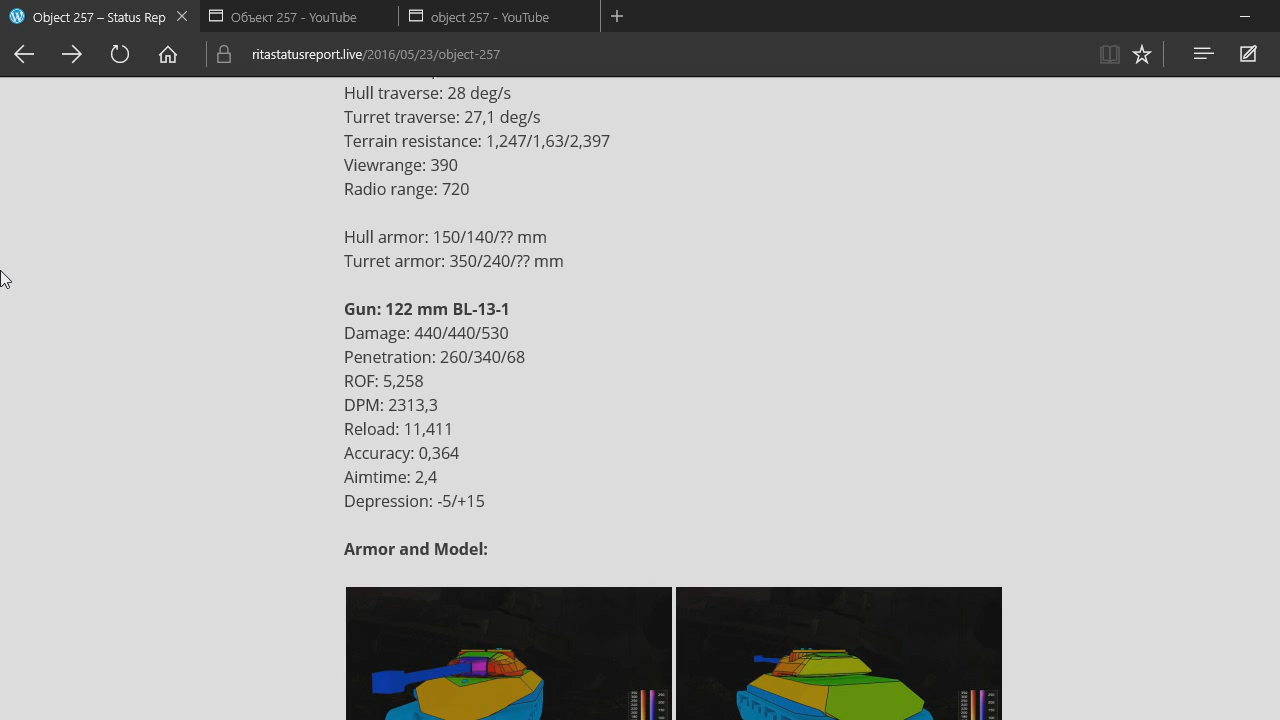 Object 257 – Status Rep
Объект 257 - YouTube
object 257 - YouTube
ritastatusreport.live/2016/05/23/object-257
Hull traverse: 28 deg/s
Turret traverse: 27,1 deg/s
Terrain resistance: 1,247/1,63/2,397
Viewrange: 390
Radio range: 720
Hull armor: 150/140/?? mm
Turret armor: 350/240/?? mm
Gun: 122 mm BL-13-1
Damage: 440/440/530
Penetration: 260/340/68
ROF: 5,258
DPM: 2313,3
Reload: 11,411
Accuracy: 0,364
Aimtime: 2,4
Depression: -5/+15
Armor and Model: